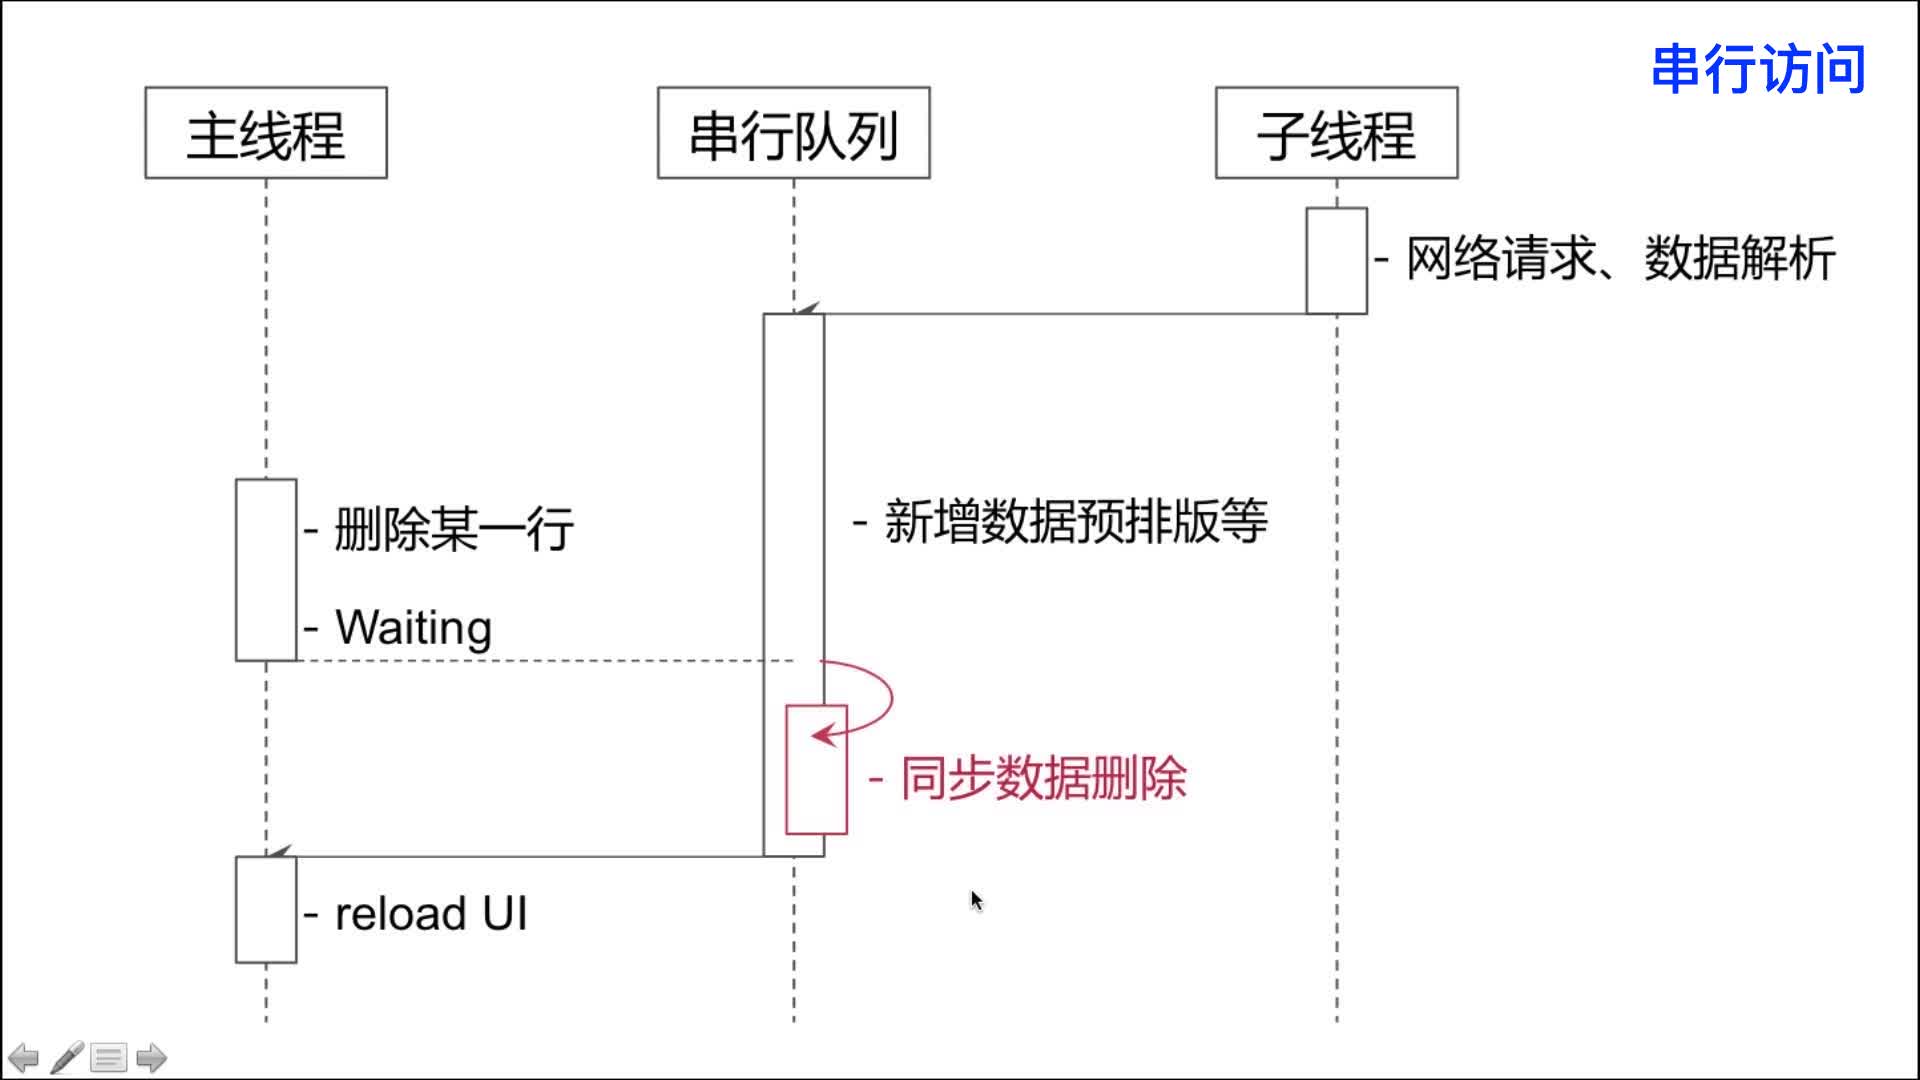 串行访问
主线程
串行队列
子线程
- 网络请求、数据解析
- 删除某一行
- 新增数据预排版等
- Waiting
- 同步数据删除
- reload UI